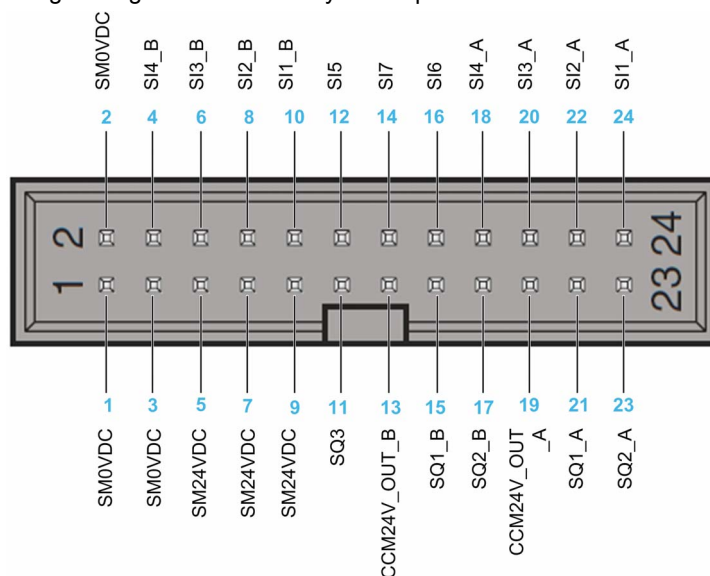 SM0VDC
SI4_B
SI3_B
SI2_B
SI1_B
SI5
SI7
SI6
SI4_A
SI3_A
SI2_A
SI1_A
2 4 6 8 10 12 14 16 18 20 22 24
2 24
1 23
1 3 5 7 9 11 13 15 17 19 21 23
SM0VDC
SM0VDC
SM24VDC
SM24VDC
SM24VDC
SQ3
CCM24V_OUT_B
SQ1_B
SQ2_B
CCM24V_OUT
_A
SQ1_A
SQ2_A